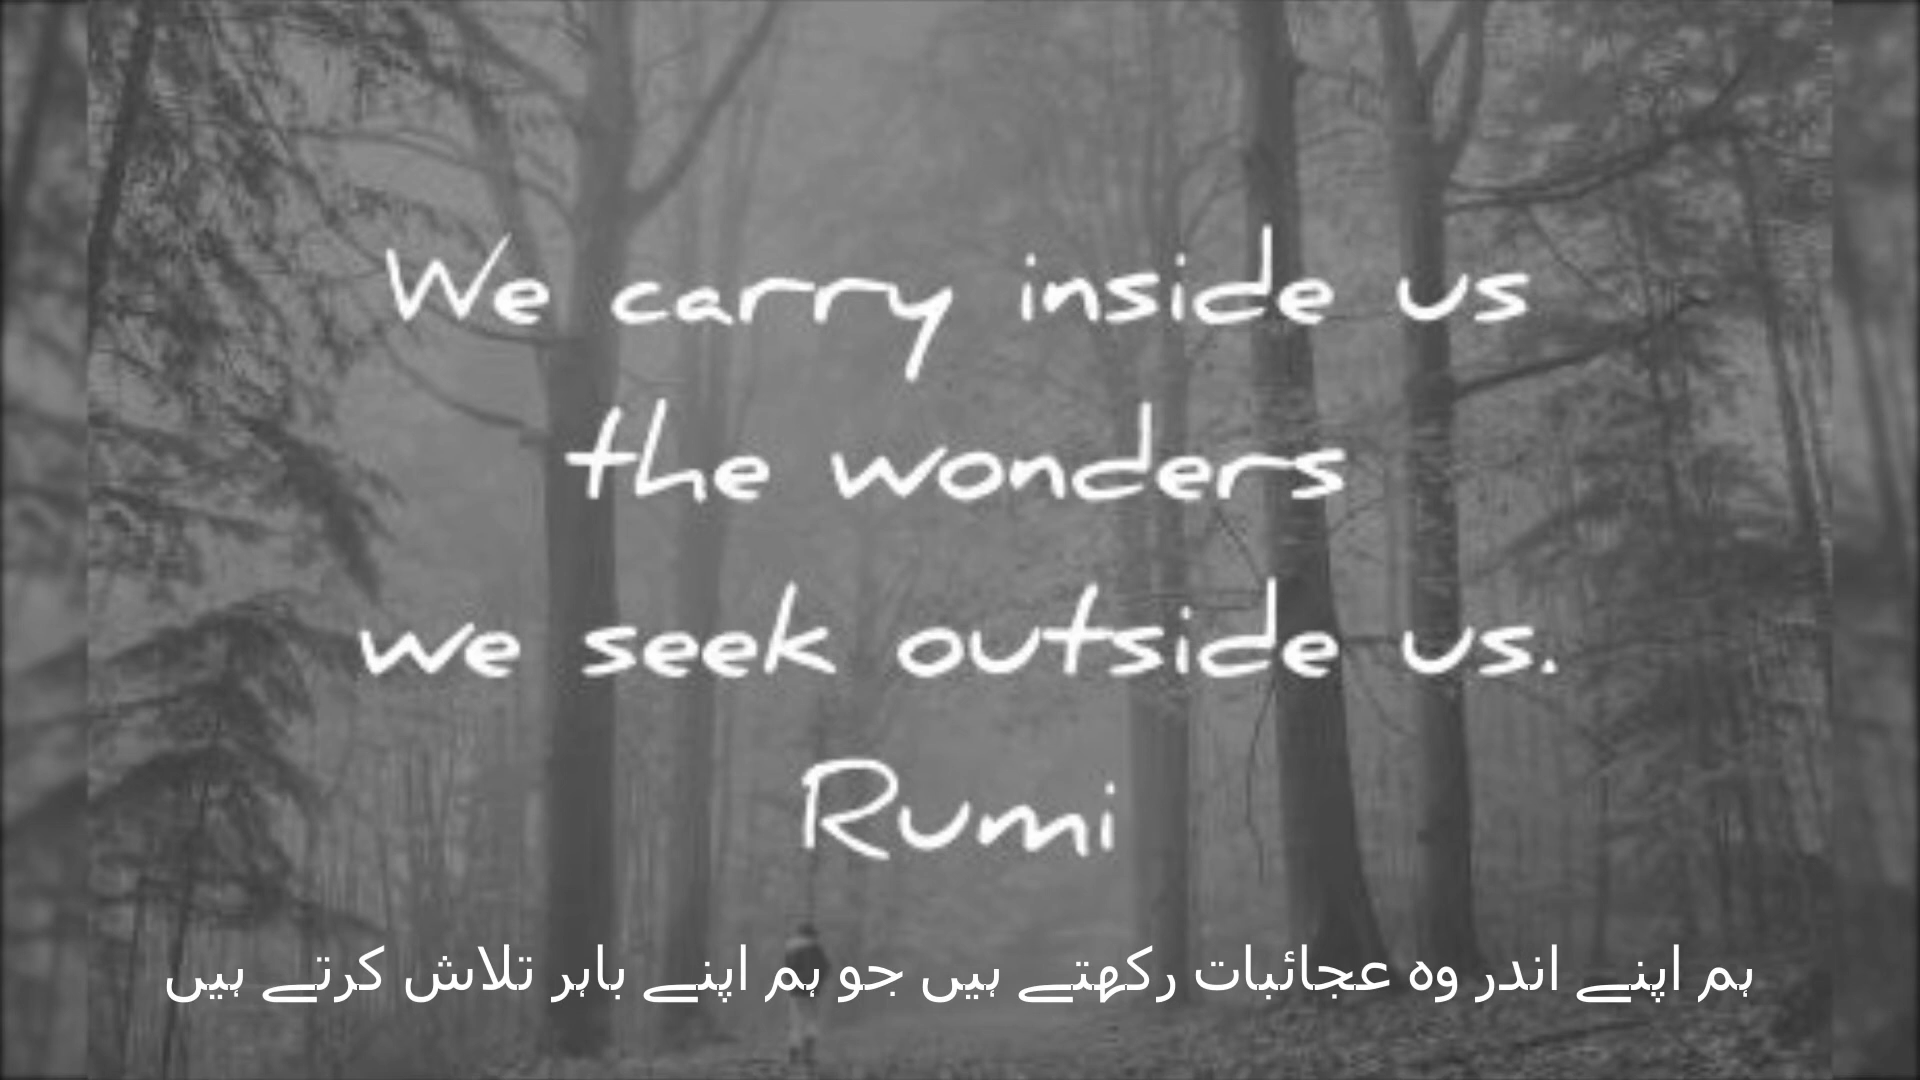 We carry inside us
the wonders
we seek outside us.
Rumi
ہم اپنے اندر وہ عجائبات رکھتے ہیں جو ہم اپنے باہر تلاش کرتے ہیں